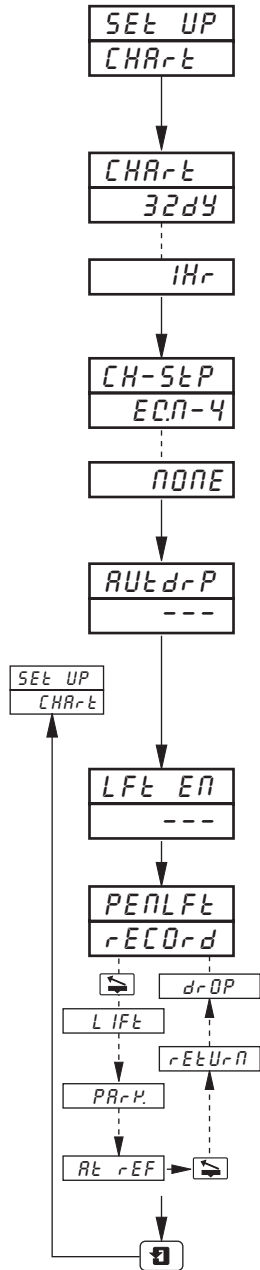 SEt UP
CHArt
CHArt
32dY
1Hr
CH-StP
EC.n-4
nOnE
AUtdrP
---
SEt UP
CHArt
LFt En
---
PEnLFt
rECOrd
LIFt
PArK.
At rEF
rEtUrn
drOP